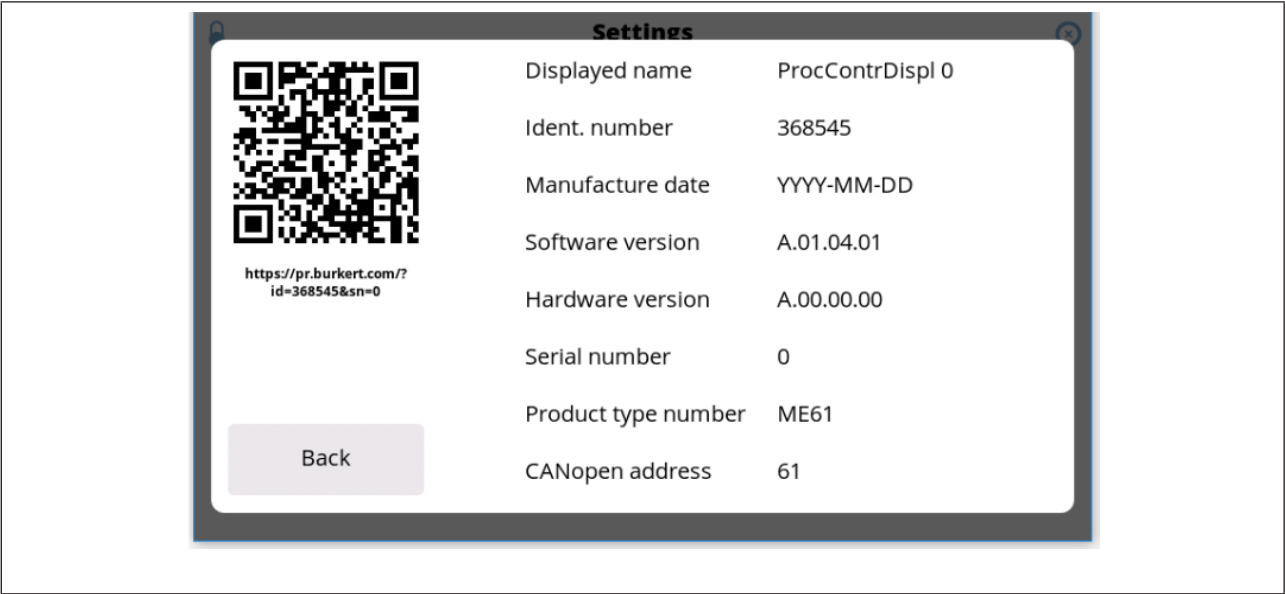 Settings
Displayed name ProcContrDispl 0
Ident. number 368545
Manufacture date YYYY-MM-DD
Software version A.01.04.01
https://pr.burkert.com/?
id=368545&sn=0
Hardware version A.00.00.00
Serial number 0
Product type number ME61
Back
CANopen address 61